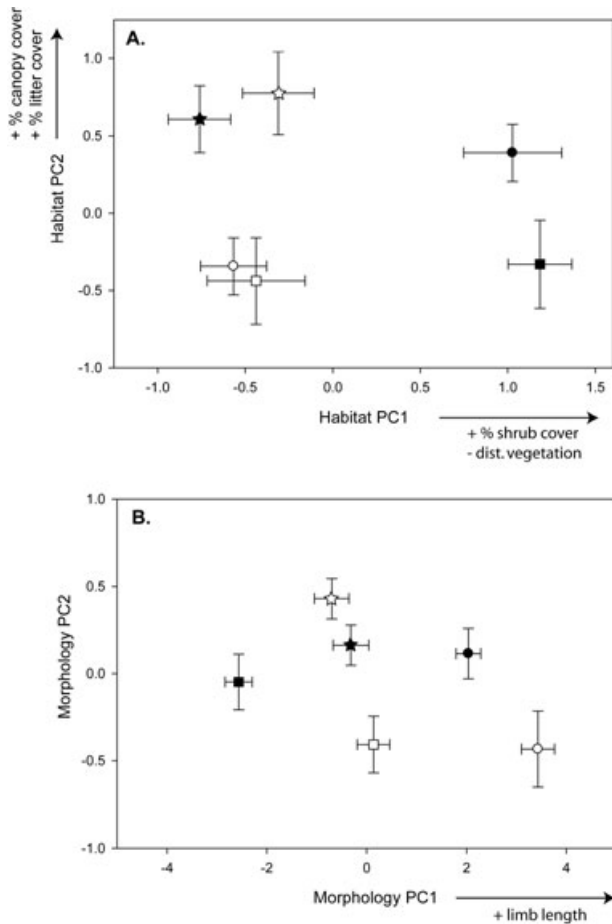 A.
+ % canopy cover
+ % litter cover
Habitat PC2
1.0
0.5
0.0
-0.5
-1.0
-1.0 -0.5 0.0 0.5 1.0 1.5
Habitat PC1
+ % shrub cover
- dist. vegetation
B.
Morphology PC2
1.0
0.5
0.0
-0.5
-1.0
-4 -2 0 2 4
Morphology PC1
+ limb length